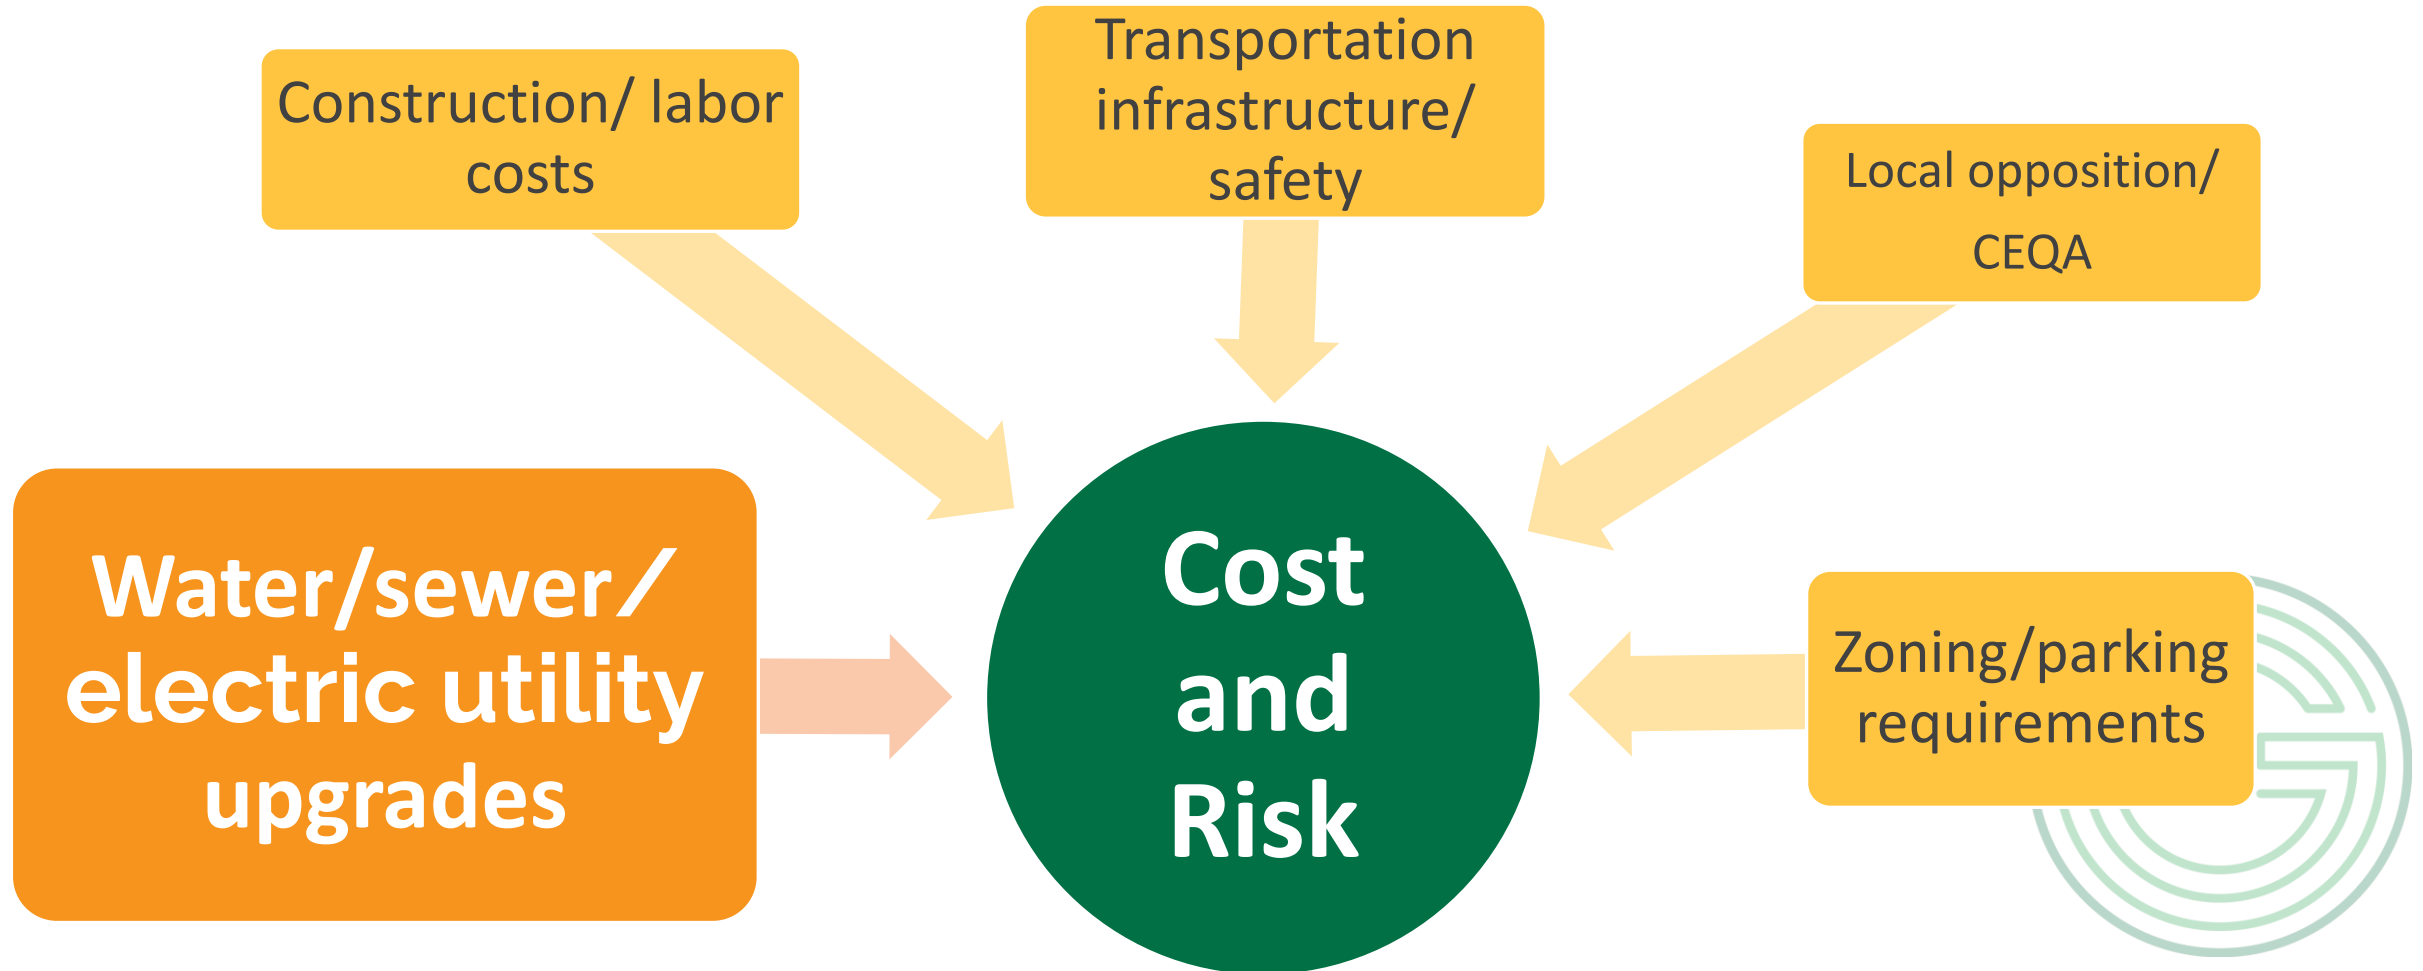 Construction/ labor
costs
Transportation
infrastructure/
safety
Local opposition/
CEQA
Water/sewer/
electric utility
upgrades
Cost
and
Risk
Zoning/parking
requirements